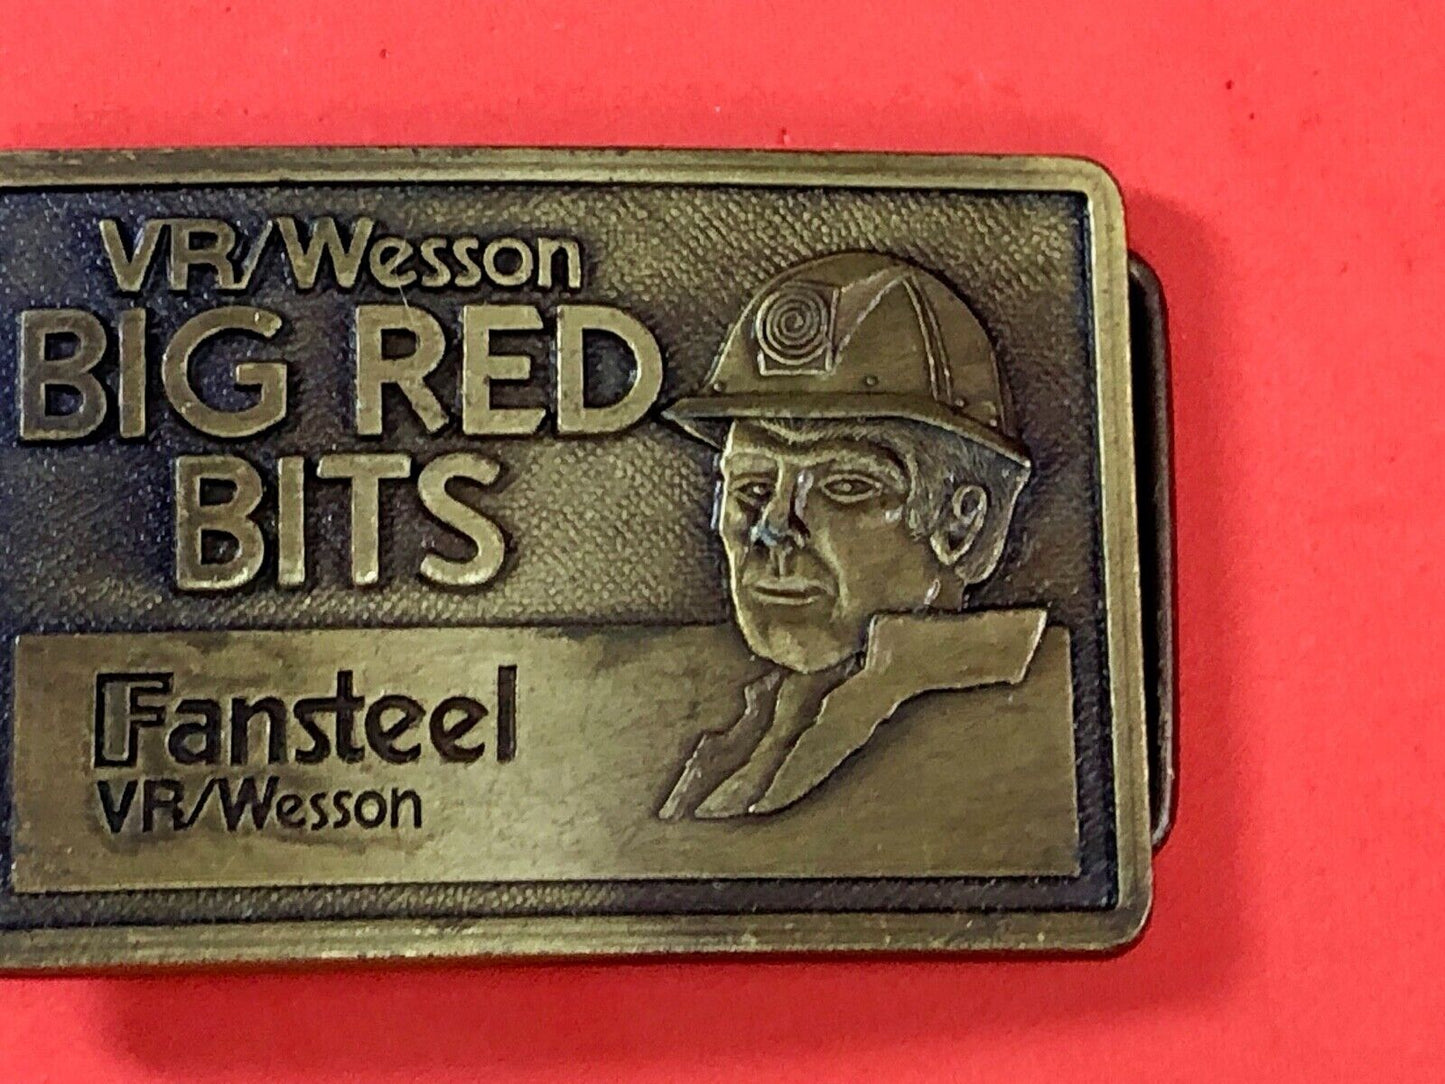 VR/Wesson
BIG RED
BITS
Fansteel
VR/Wesson